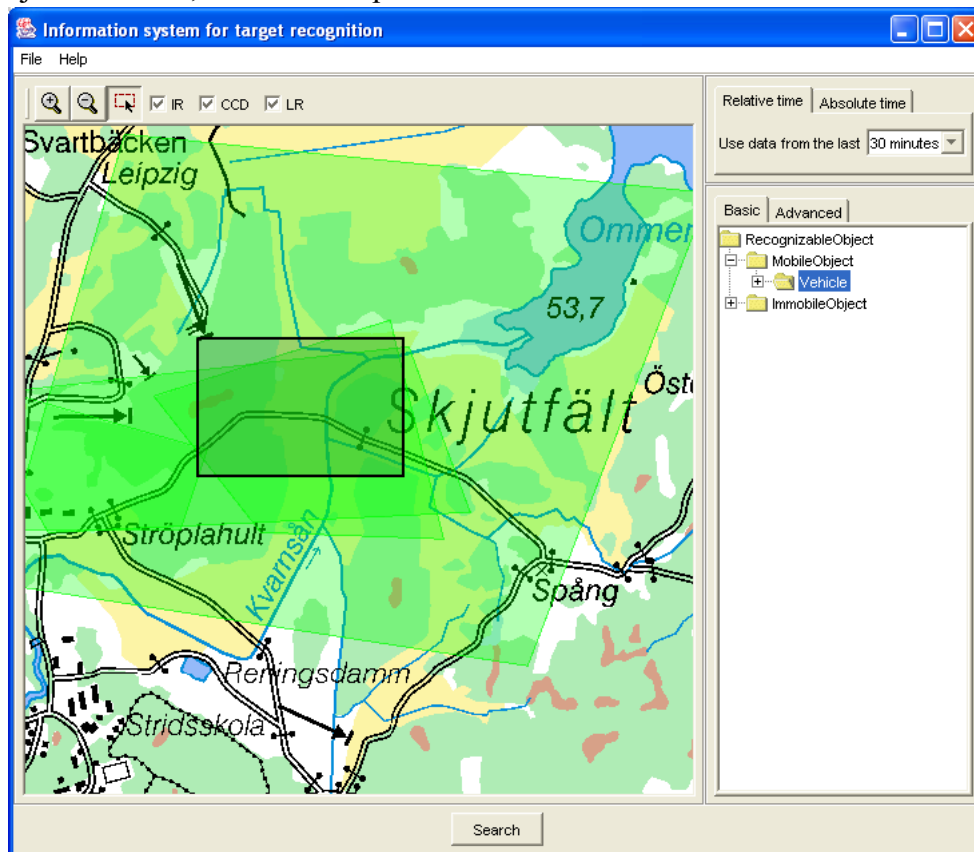 Information system for target recognition
File Help
IR CCD LR
Relative time Absolute time
Use data from the last 30 minutes
Basic Advanced
RecognizableObject
MobileObject
Vehicle
ImmobileObject
Svartbäcken
Leipzig
Ommer
53,7
Öst
Skjutfält
Ströplahult
Kvarnsån
Spång
Reningsdamm
Stridsskola
Search